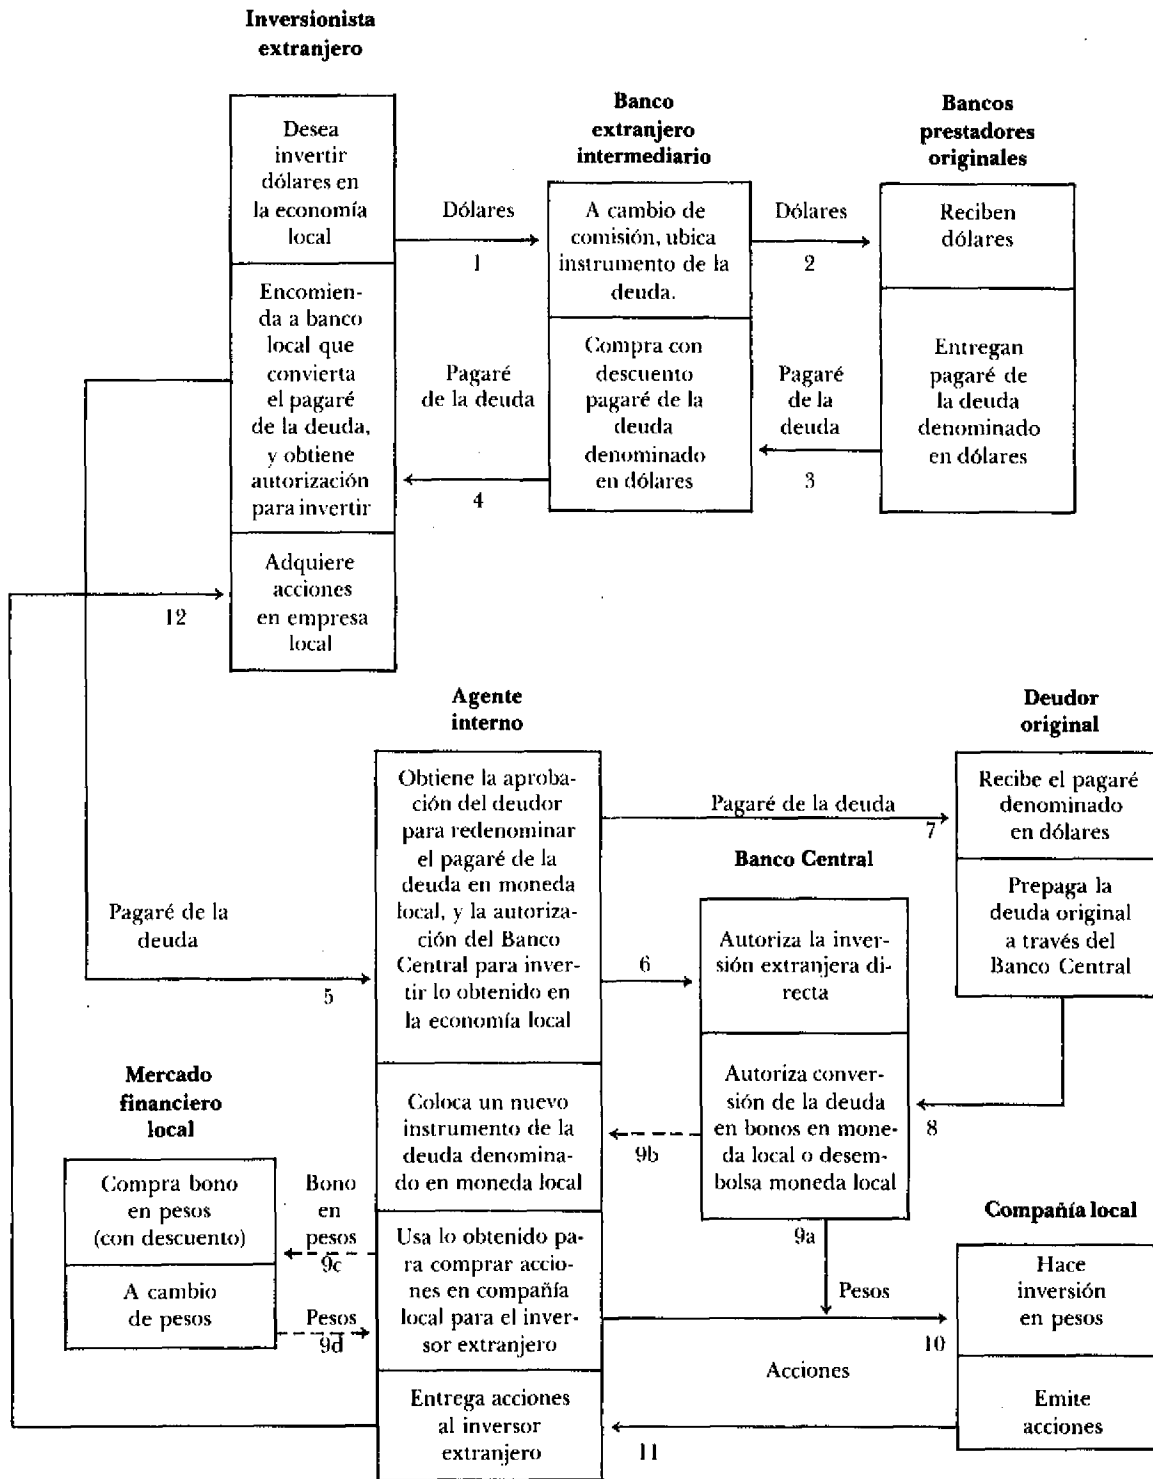 Inversionista
extranjero
Desea
invertir
dólares en
la economía
local
Encomien-
da a banco
local que
convierta
el pagaré
de la deuda,
y obtiene
autorización
para invertir
Adquiere
acciones
en empresa
local
Dólares
1
Pagaré
de la deuda
4
Banco
extranjero
intermediario
A cambio de
comisión, ubica
instrumento de la
deuda.
Compra con
descuento
pagaré de la
deuda
denominado
en dólares
Dólares
2
Pagaré
de la
deuda
3
Bancos
prestadores
originales
Reciben
dólares
Entregan
pagaré de
la deuda
denominado
en dólares
12
Pagaré de la
deuda
5
Agente
interno
Obtiene la aproba-
ción del deudor
para redenominar
el pagaré de la
deuda en moneda
local, y la autoriza-
ción del Banco
Central para inver-
tir lo obtenido en
la economía local
Coloca un nuevo
instrumento de la
deuda denomina-
do en moneda local
Usa lo obtenido pa-
ra comprar accio-
nes en compañía
local para el inver-
sor extranjero
Entrega acciones
al inversor
extranjero
Pagaré de la deuda
7
Deudor
original
Recibe el pagaré
denominado
en dólares
Prepaga la
deuda original
a través del
Banco Central
6
Banco Central
Autoriza la inver-
sión extranjera di-
recta
Autoriza conver-
sión de la deuda
en bonos en mone-
da local o desem-
bolsa moneda local
8
9b
9a
Mercado
financiero
local
Compra bono
en pesos
(con descuento)
A cambio
de pesos
Bono
en
pesos
9c
Pesos
9d
Pesos
10
Acciones
11
Compañía local
Hace
inversión
en pesos
Emite
acciones